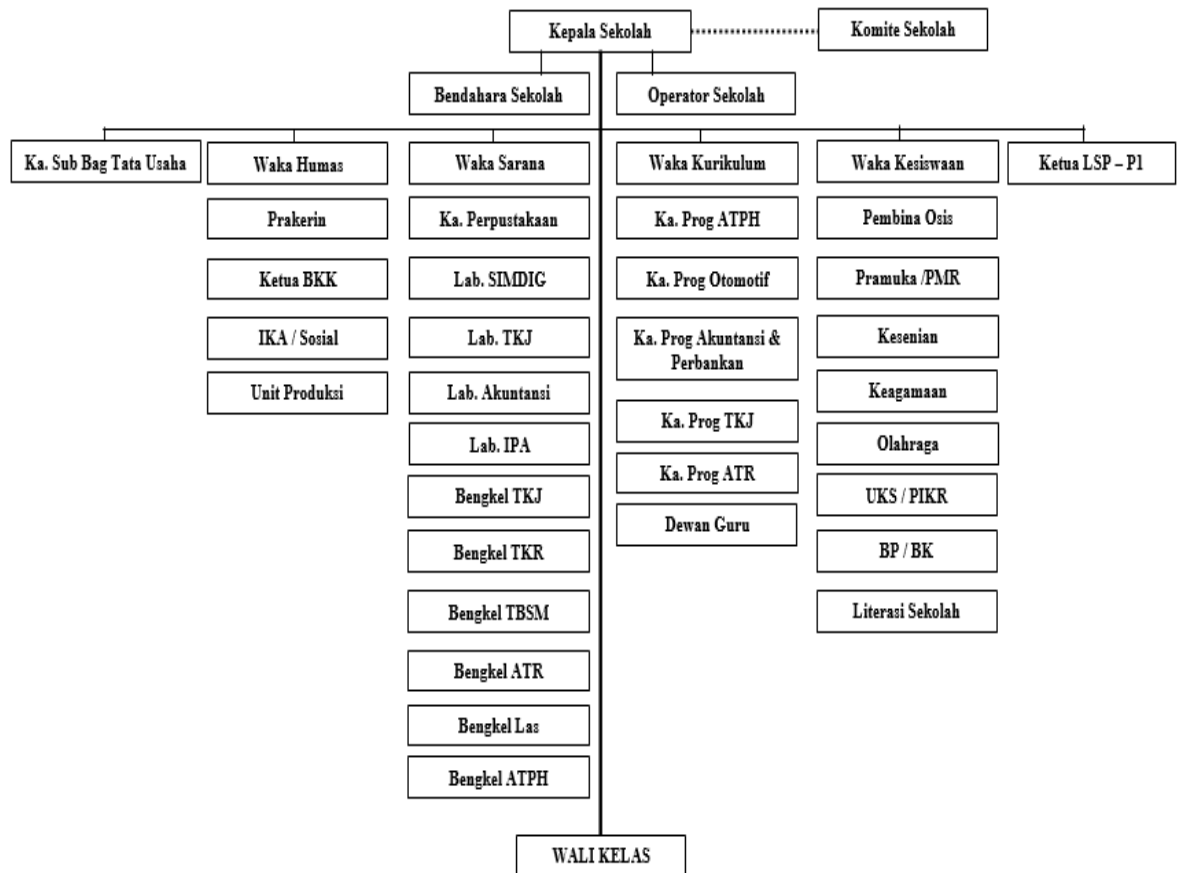 Kepala Sekolah
Komite Sekolah
Bendahara Sekolah
Operator Sekolah
Ka. Sub Bag Tata Usaha
Waka Humas
Waka Sarana
Waka Kurikulum
Waka Kesiswaan
Ketua LSP – P1
Prakerin
Ketua BKK
IKA / Sosial
Unit Produksi
Ka. Perpustakaan
Lab. SIMDIG
Lab. TKJ
Lab. Akuntansi
Lab. IPA
Bengkel TKJ
Bengkel TKR
Bengkel TBSM
Bengkel ATR
Bengkel Las
Bengkel ATPH
Ka. Prog ATPH
Ka. Prog Otomotif
Ka. Prog Akuntansi &
Perbankan
Ka. Prog TKJ
Ka. Prog ATR
Dewan Guru
Pembina Osis
Pramuka /PMR
Kesenian
Keagamaan
Olahraga
UKS / PIKR
BP / BK
Literasi Sekolah
WALI KELAS